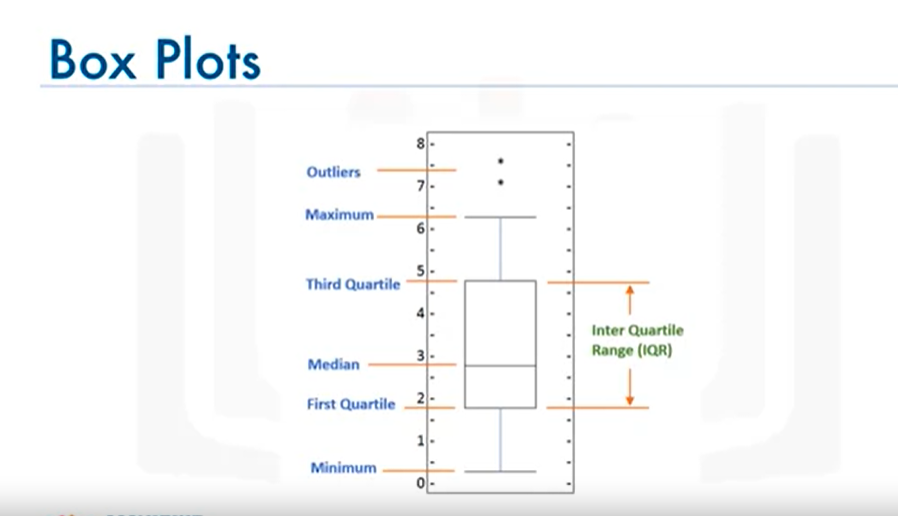 Box Plots
8
Outliers
7
Maximum
6
5
Third Quartile
4
Inter Quartile
Range (IQR)
3
Median
2
First Quartile
1
Minimum
0